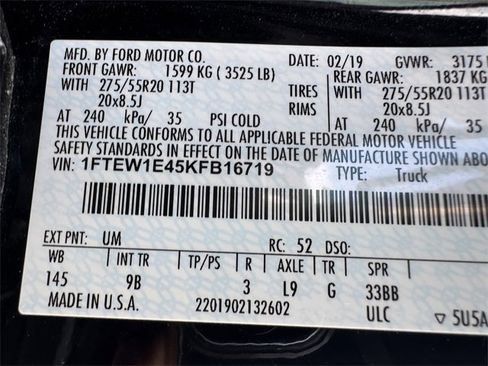 MFD. BY FORD MOTOR CO.
DATE: 02/19 GVWR: 3175
FRONT GAWR: 1599 KG ( 3525 LB)
REAR GAWR: 1837 KG
WITH 275/55R20 113T TIRES WITH 275/55R20 113T
20x8.5J RIMS 20x8.5J
AT 240 kPa/ 35 PSI COLD AT 240 kPa/ 35
THIS VEHICLE CONFORMS TO ALL APPLICABLE FEDERAL MOTOR VEHICLE
SAFETY STANDARDS IN EFFECT ON THE DATE OF MANUFACTURE SHOWN ABO
VIN: 1FTEW1E45KFB16719
TYPE: Truck
EXT PNT: UM RC: 52 DSO:
WB INT TR TP/PS R AXLE TR SPR
145 9B 3 L9 G 33BB
MADE IN U.S.A. 2201902132602 ULC ▽ 5U5A